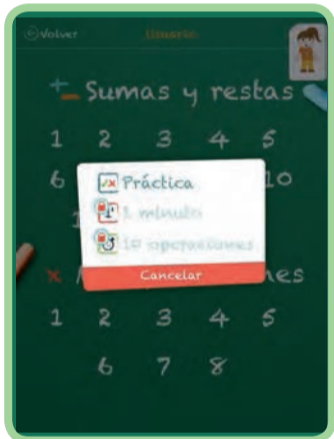 Volver Usuario
Sumas y restas
1 2 3 4 5
6 10
Práctica
1 minuto
10 operaciones
Cancelar
1 2 3 4 5
6 7 8